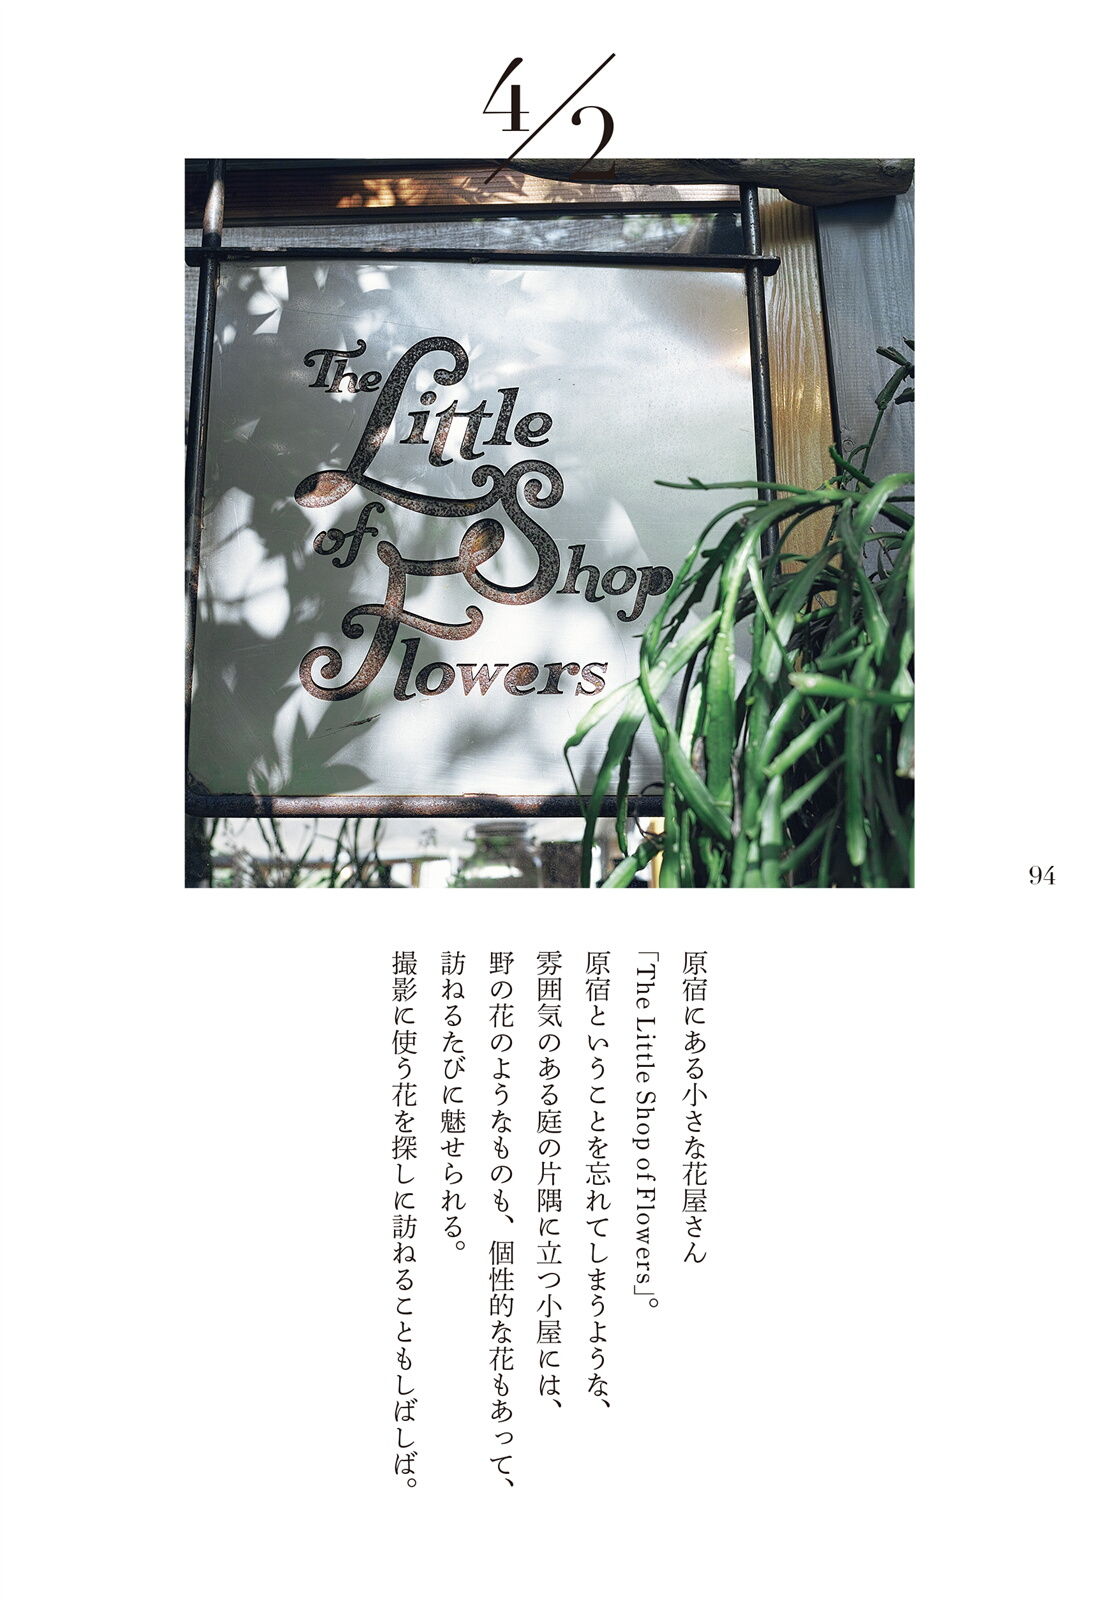 4/2
The Little
Shop
of
Flowers
94
原宿にある小さな花屋さん
「The Little Shop of Flowers」。
原宿ということを忘れてしまうような、
雰囲気のある庭の片隅に立つ小屋には、
野の花のようなものも、個性的な花もあって、
訪ねるたびに魅せられる。
撮影に使う花を探しに訪ねることもしばしば。